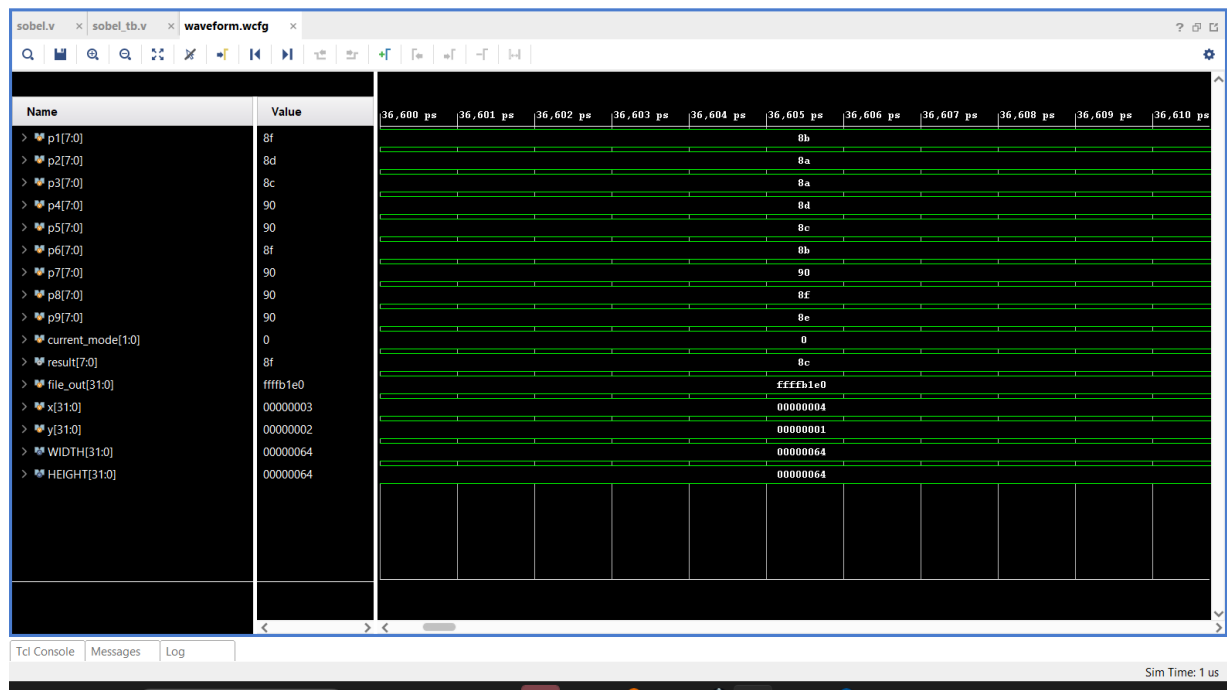 sobel.v × sobel_tb.v × waveform.wcfg ×
?
Name Value 36,600 ps 36,601 ps 36,602 ps 36,603 ps 36,604 ps 36,605 ps 36,606 ps 36,607 ps 36,608 ps 36,609 ps 36,610 ps
> p1[7:0] 8f 8b
> p2[7:0] 8d 8a
> p3[7:0] 8c 8a
> p4[7:0] 90 8d
> p5[7:0] 90 8c
> p6[7:0] 8f 8b
> p7[7:0] 90 90
> p8[7:0] 90 8f
> p9[7:0] 90 8e
> current_mode[1:0] 0 0
> result[7:0] 8f 8c
> file_out[31:0] ffffb1e0 ffffb1e0
> x[31:0] 00000003 00000004
> y[31:0] 00000002 00000001
> WIDTH[31:0] 00000064 00000064
> HEIGHT[31:0] 00000064 00000064
Tcl Console Messages Log
Sim Time: 1 us